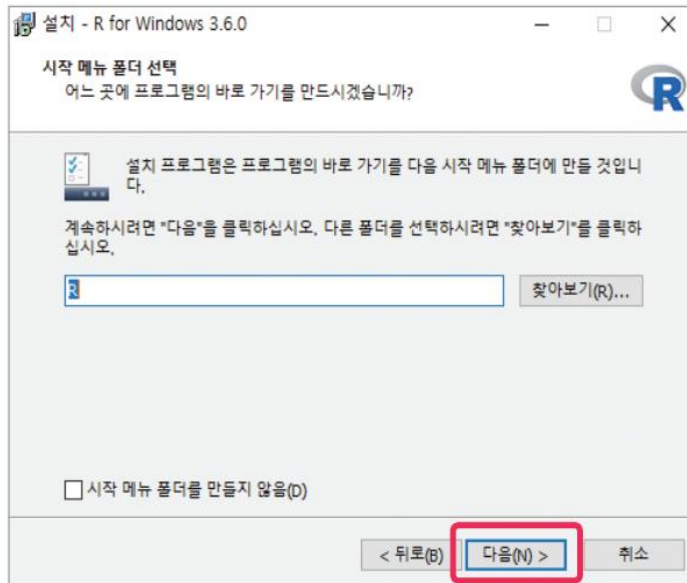 설치 - R for Windows 3.6.0
시작 메뉴 폴더 선택
어느 곳에 프로그램의 바로 가기를 만드시겠습니까?
R
설치 프로그램은 프로그램의 바로 가기를 다음 시작 메뉴 폴더에 만들 것입니
다.
계속하시려면 "다음"을 클릭하십시오. 다른 폴더를 선택하시려면 "찾아보기"를 클릭하
십시오.
R
찾아보기(R)...
시작 메뉴 폴더를 만들지 않음(D)
< 뒤로(B)
다음(N) >
취소